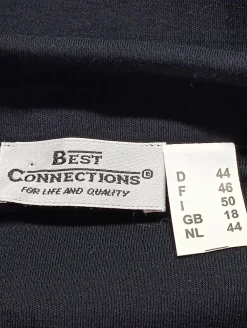 BEST
CONNECTIONS®
FOR LIFE AND QUALITY
D 44
F 46
I 50
GB 18
NL 44